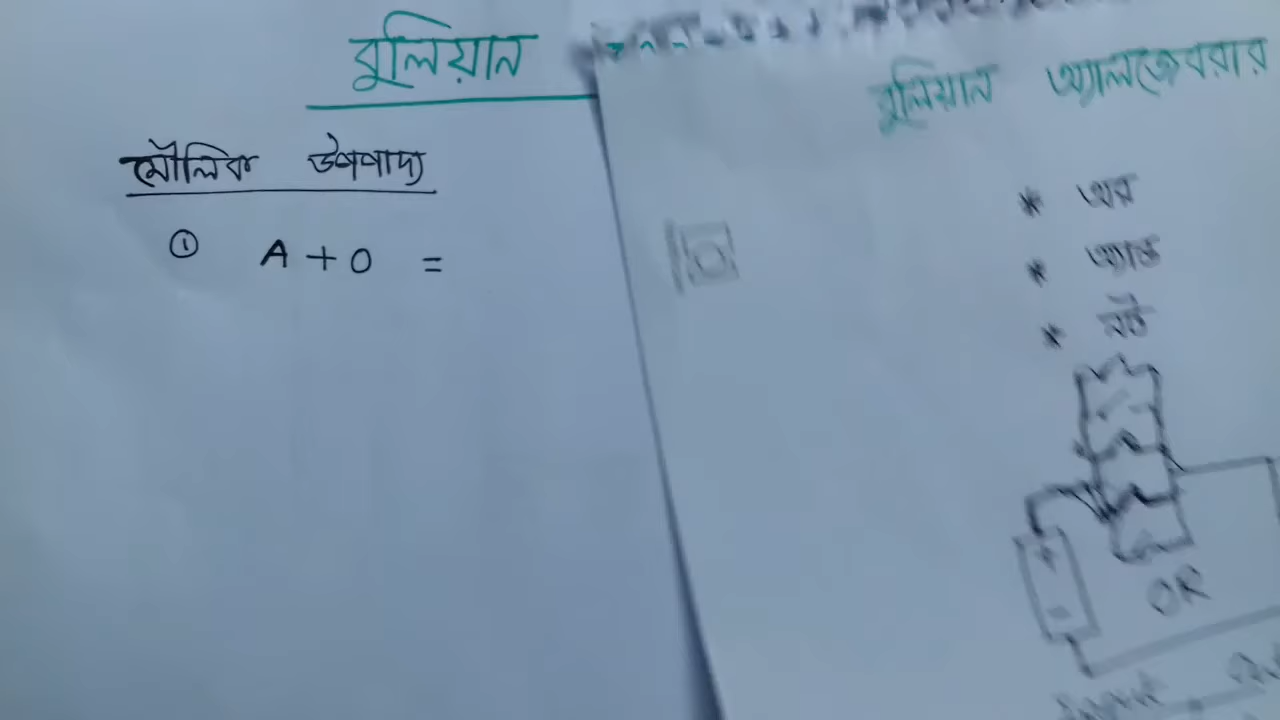 বুলিয়ান
মৌলিক উপপাদ্য
① A + 0 =
বুলিয়ান অ্যালজেবরার
* অর
* অ্যান্ড
* নট
+
-
OR